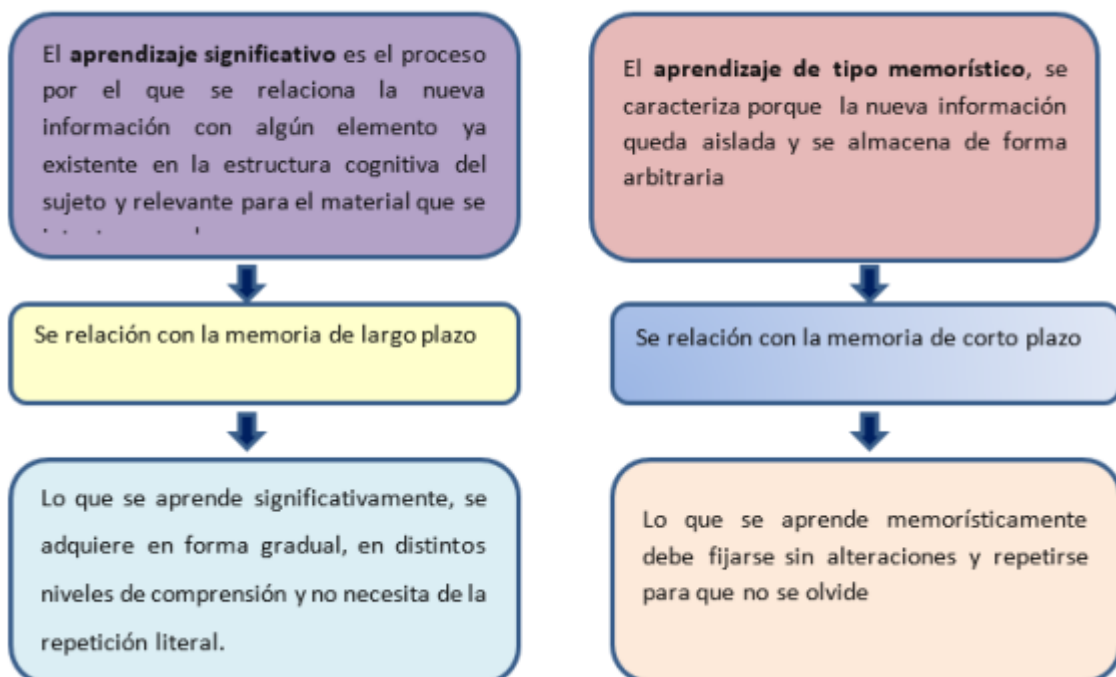 El aprendizaje significativo es el proceso
por el que se relaciona la nueva
información con algún elemento ya
existente en la estructura cognitiva del
sujeto y relevante para el material que se
Se relación con la memoria de largo plazo
Lo que se aprende significativamente, se
adquiere en forma gradual, en distintos
niveles de comprensión y no necesita de la
repetición literal.
El aprendizaje de tipo memorístico, se
caracteriza porque la nueva información
queda aislada y se almacena de forma
arbitraria
Se relación con la memoria de corto plazo
Lo que se aprende memorísticamente
debe fijarse sin alteraciones y repetirse
para que no se olvide